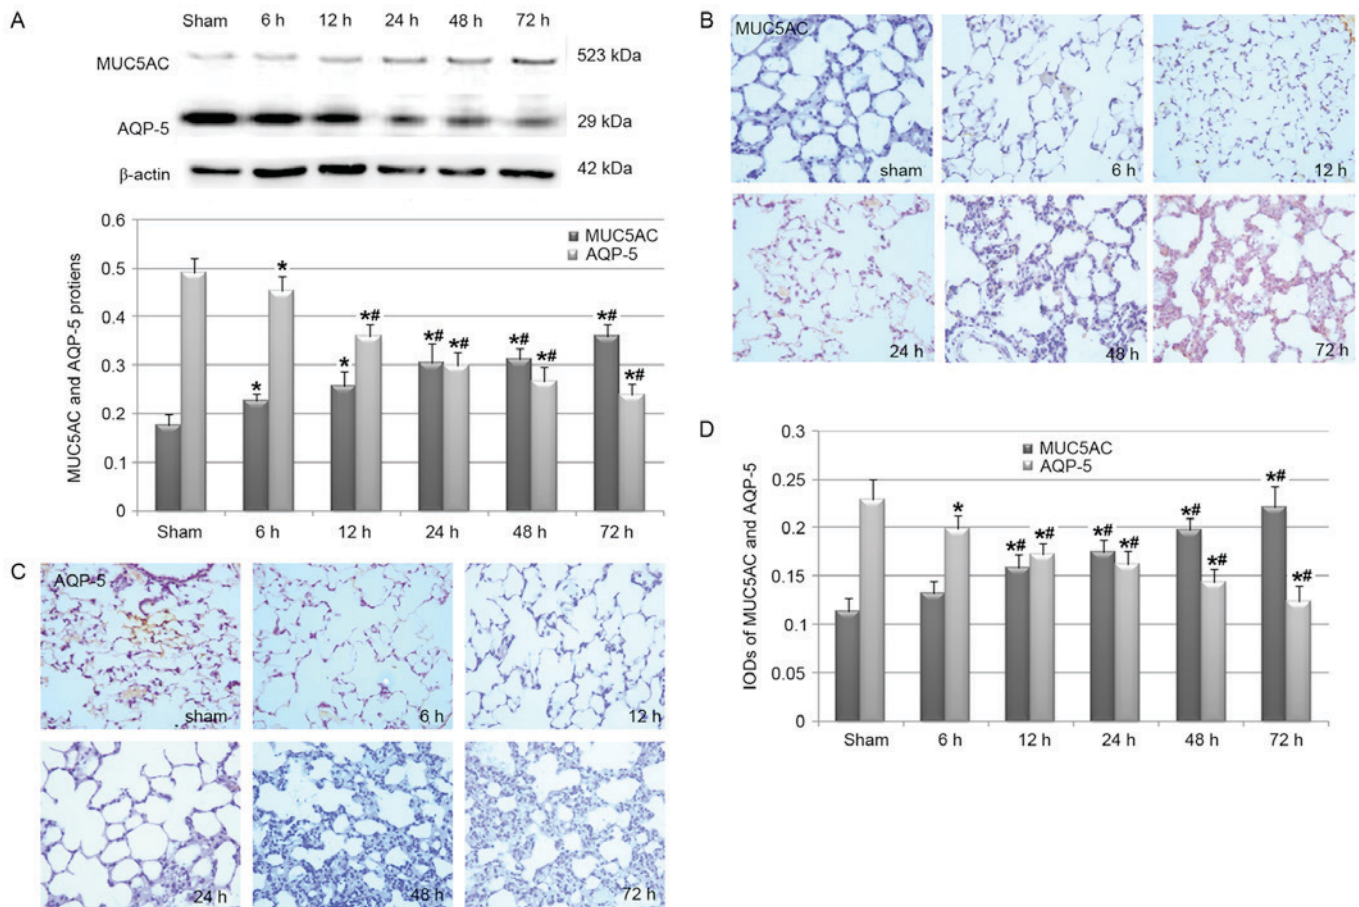 A
Sham 6 h 12 h 24 h 48 h 72 h
MUC5AC 523 kDa
AQP-5 29 kDa
β-actin 42 kDa
MUC5AC and AQP-5 protiens
0.6
0.5
0.4
0.3
0.2
0.1
0
MUC5AC
AQP-5
*
*
*
*#
*# *#
*# *#
*# *#
Sham 6 h 12 h 24 h 48 h 72 h
B
MUC5AC
sham 6 h 12 h
24 h 48 h 72 h
C
AQP-5
sham 6 h 12 h
24 h 48 h 72 h
D
IODs of MUC5AC and AQP-5
0.3
0.25
0.2
0.15
0.1
0.05
0
MUC5AC
AQP-5
*
*# *#
*# *#
*# *#
*# *#
Sham 6 h 12 h 24 h 48 h 72 h